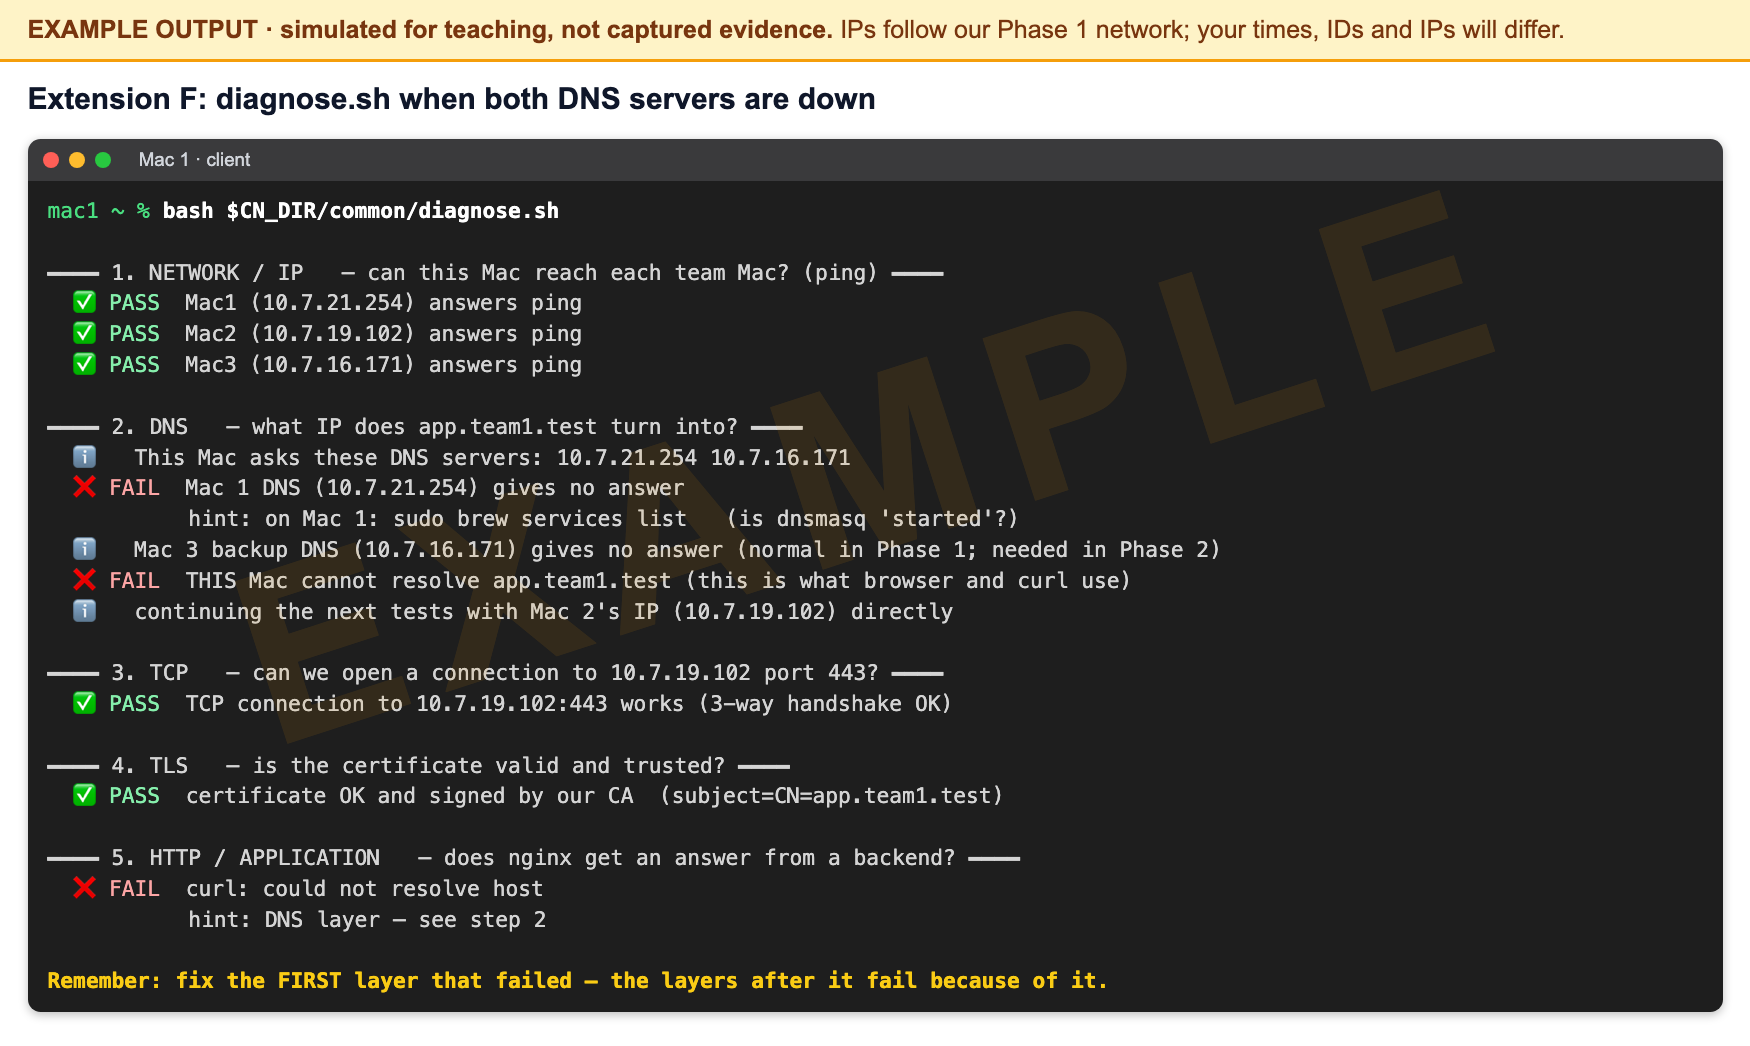 EXAMPLE OUTPUT · simulated for teaching, not captured evidence. IPs follow our Phase 1 network; your times, IDs and IPs will differ.
Extension F: diagnose.sh when both DNS servers are down
Mac 1 · client
mac1 ~ % bash $CN_DIR/common/diagnose.sh
━━━━ 1. NETWORK / IP — can this Mac reach each team Mac? (ping) ━━━━
✅ PASS Mac1 (10.7.21.254) answers ping
✅ PASS Mac2 (10.7.19.102) answers ping
✅ PASS Mac3 (10.7.16.171) answers ping
━━━━ 2. DNS — what IP does app.team1.test turn into? ━━━━
ℹ️ This Mac asks these DNS servers: 10.7.21.254 10.7.16.171
❌ FAIL Mac 1 DNS (10.7.21.254) gives no answer
hint: on Mac 1: sudo brew services list (is dnsmasq 'started'?)
ℹ️ Mac 3 backup DNS (10.7.16.171) gives no answer (normal in Phase 1; needed in Phase 2)
❌ FAIL THIS Mac cannot resolve app.team1.test (this is what browser and curl use)
ℹ️ continuing the next tests with Mac 2's IP (10.7.19.102) directly
━━━━ 3. TCP — can we open a connection to 10.7.19.102 port 443? ━━━━
✅ PASS TCP connection to 10.7.19.102:443 works (3-way handshake OK)
━━━━ 4. TLS — is the certificate valid and trusted? ━━━━
✅ PASS certificate OK and signed by our CA (subject=CN=app.team1.test)
━━━━ 5. HTTP / APPLICATION — does nginx get an answer from a backend? ━━━━
❌ FAIL curl: could not resolve host
hint: DNS layer — see step 2
Remember: fix the FIRST layer that failed — the layers after it fail because of it.
EXAMPLE